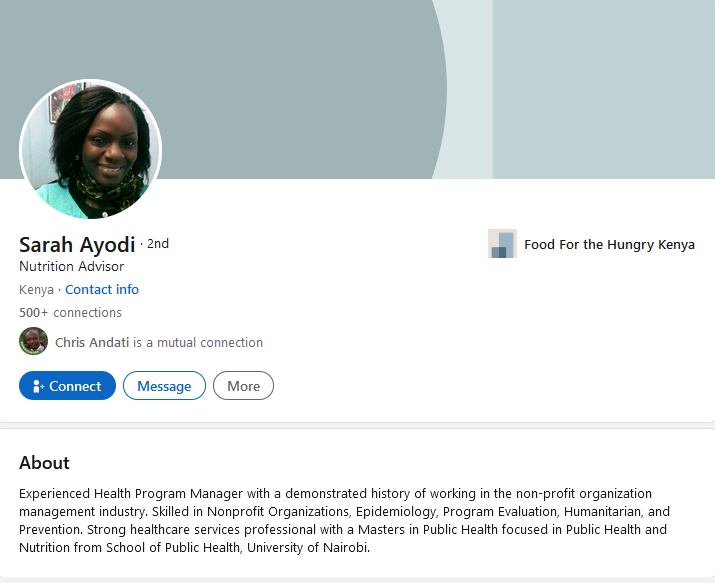 Sarah Ayodi · 2nd
Food For the Hungry Kenya
Nutrition Advisor
Kenya · Contact info
500+ connections
Chris Andati is a mutual connection
Connect
Message
More
About
Experienced Health Program Manager with a demonstrated history of working in the non-profit organization
management industry. Skilled in Nonprofit Organizations, Epidemiology, Program Evaluation, Humanitarian, and
Prevention. Strong healthcare services professional with a Masters in Public Health focused in Public Health and
Nutrition from School of Public Health, University of Nairobi.